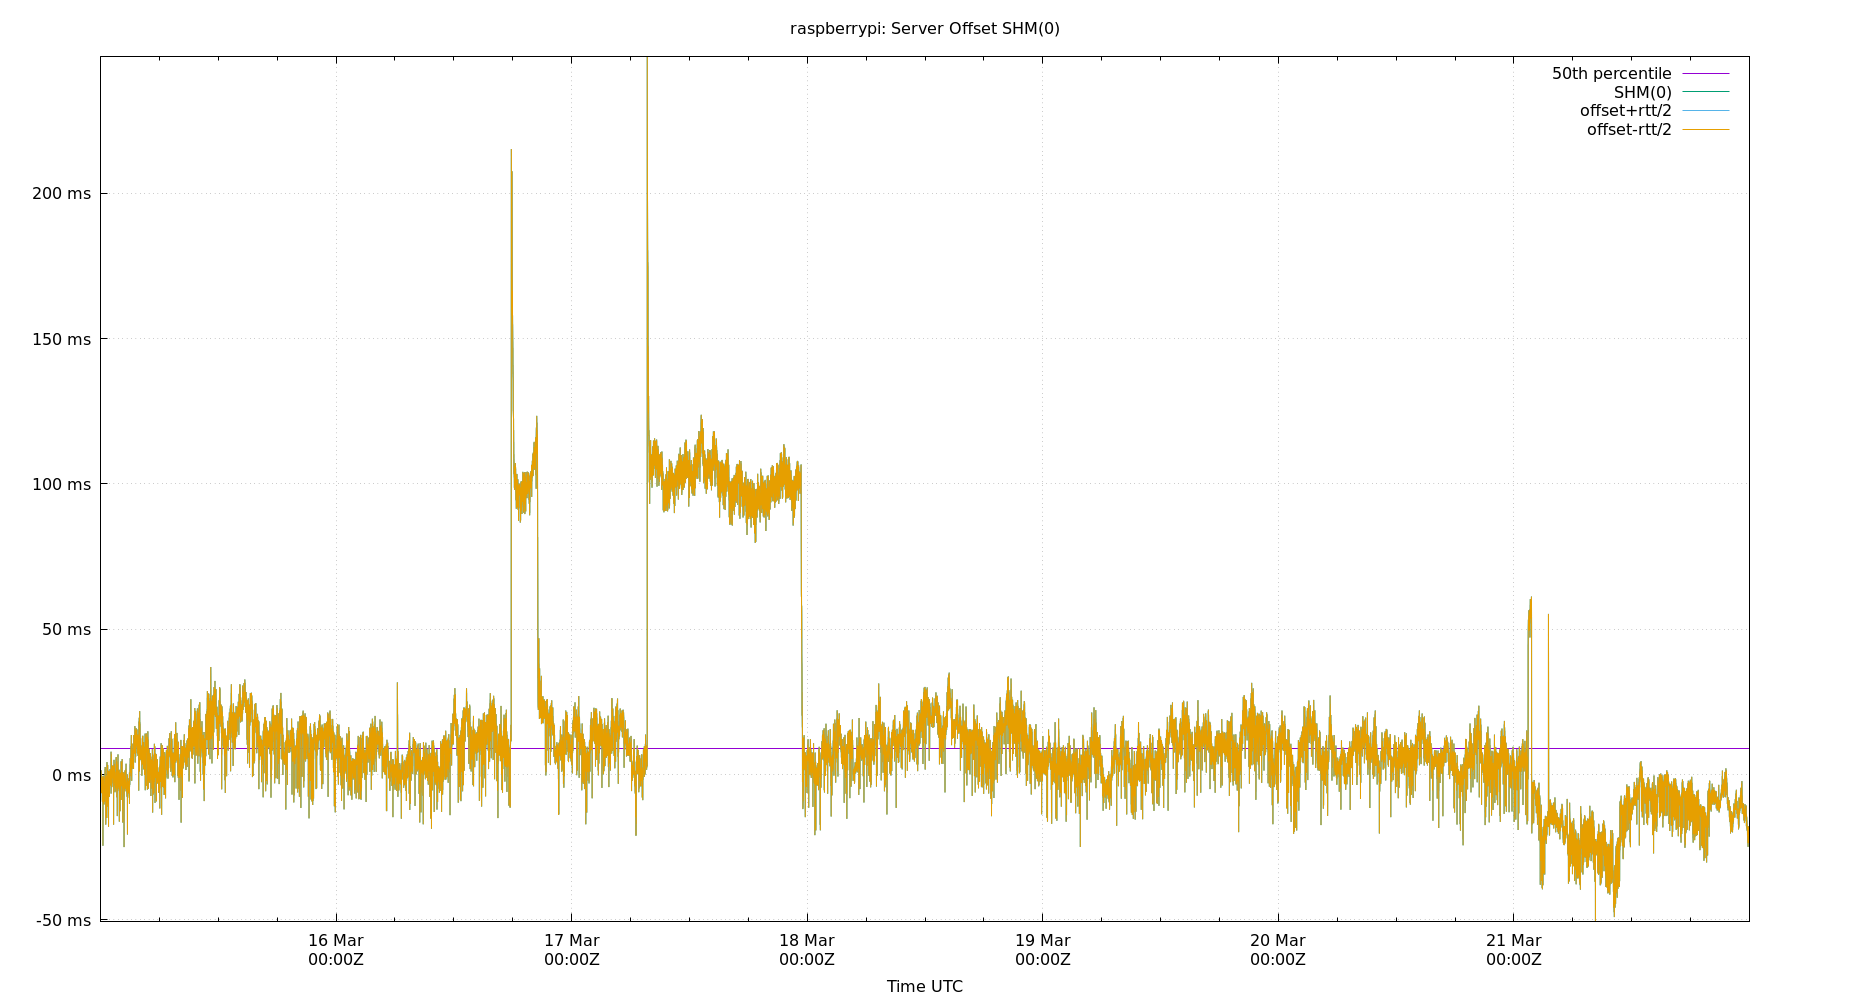 raspberrypi: Server Offset SHM(0)
50th percentile
SHM(0)
offset+rtt/2
offset-rtt/2
200 ms
150 ms
100 ms
50 ms
0 ms
-50 ms
16 Mar
00:00Z
17 Mar
00:00Z
18 Mar
00:00Z
19 Mar
00:00Z
20 Mar
00:00Z
21 Mar
00:00Z
Time UTC